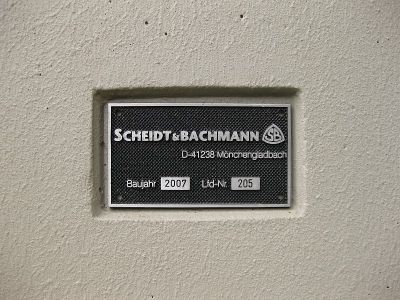 SCHEIDT&BACHMANN SB
D-41238 Mönchengladbach
Baujahr 2007 Lfd-Nr. 205